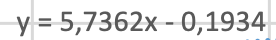 y = 5,7362x - 0,1934